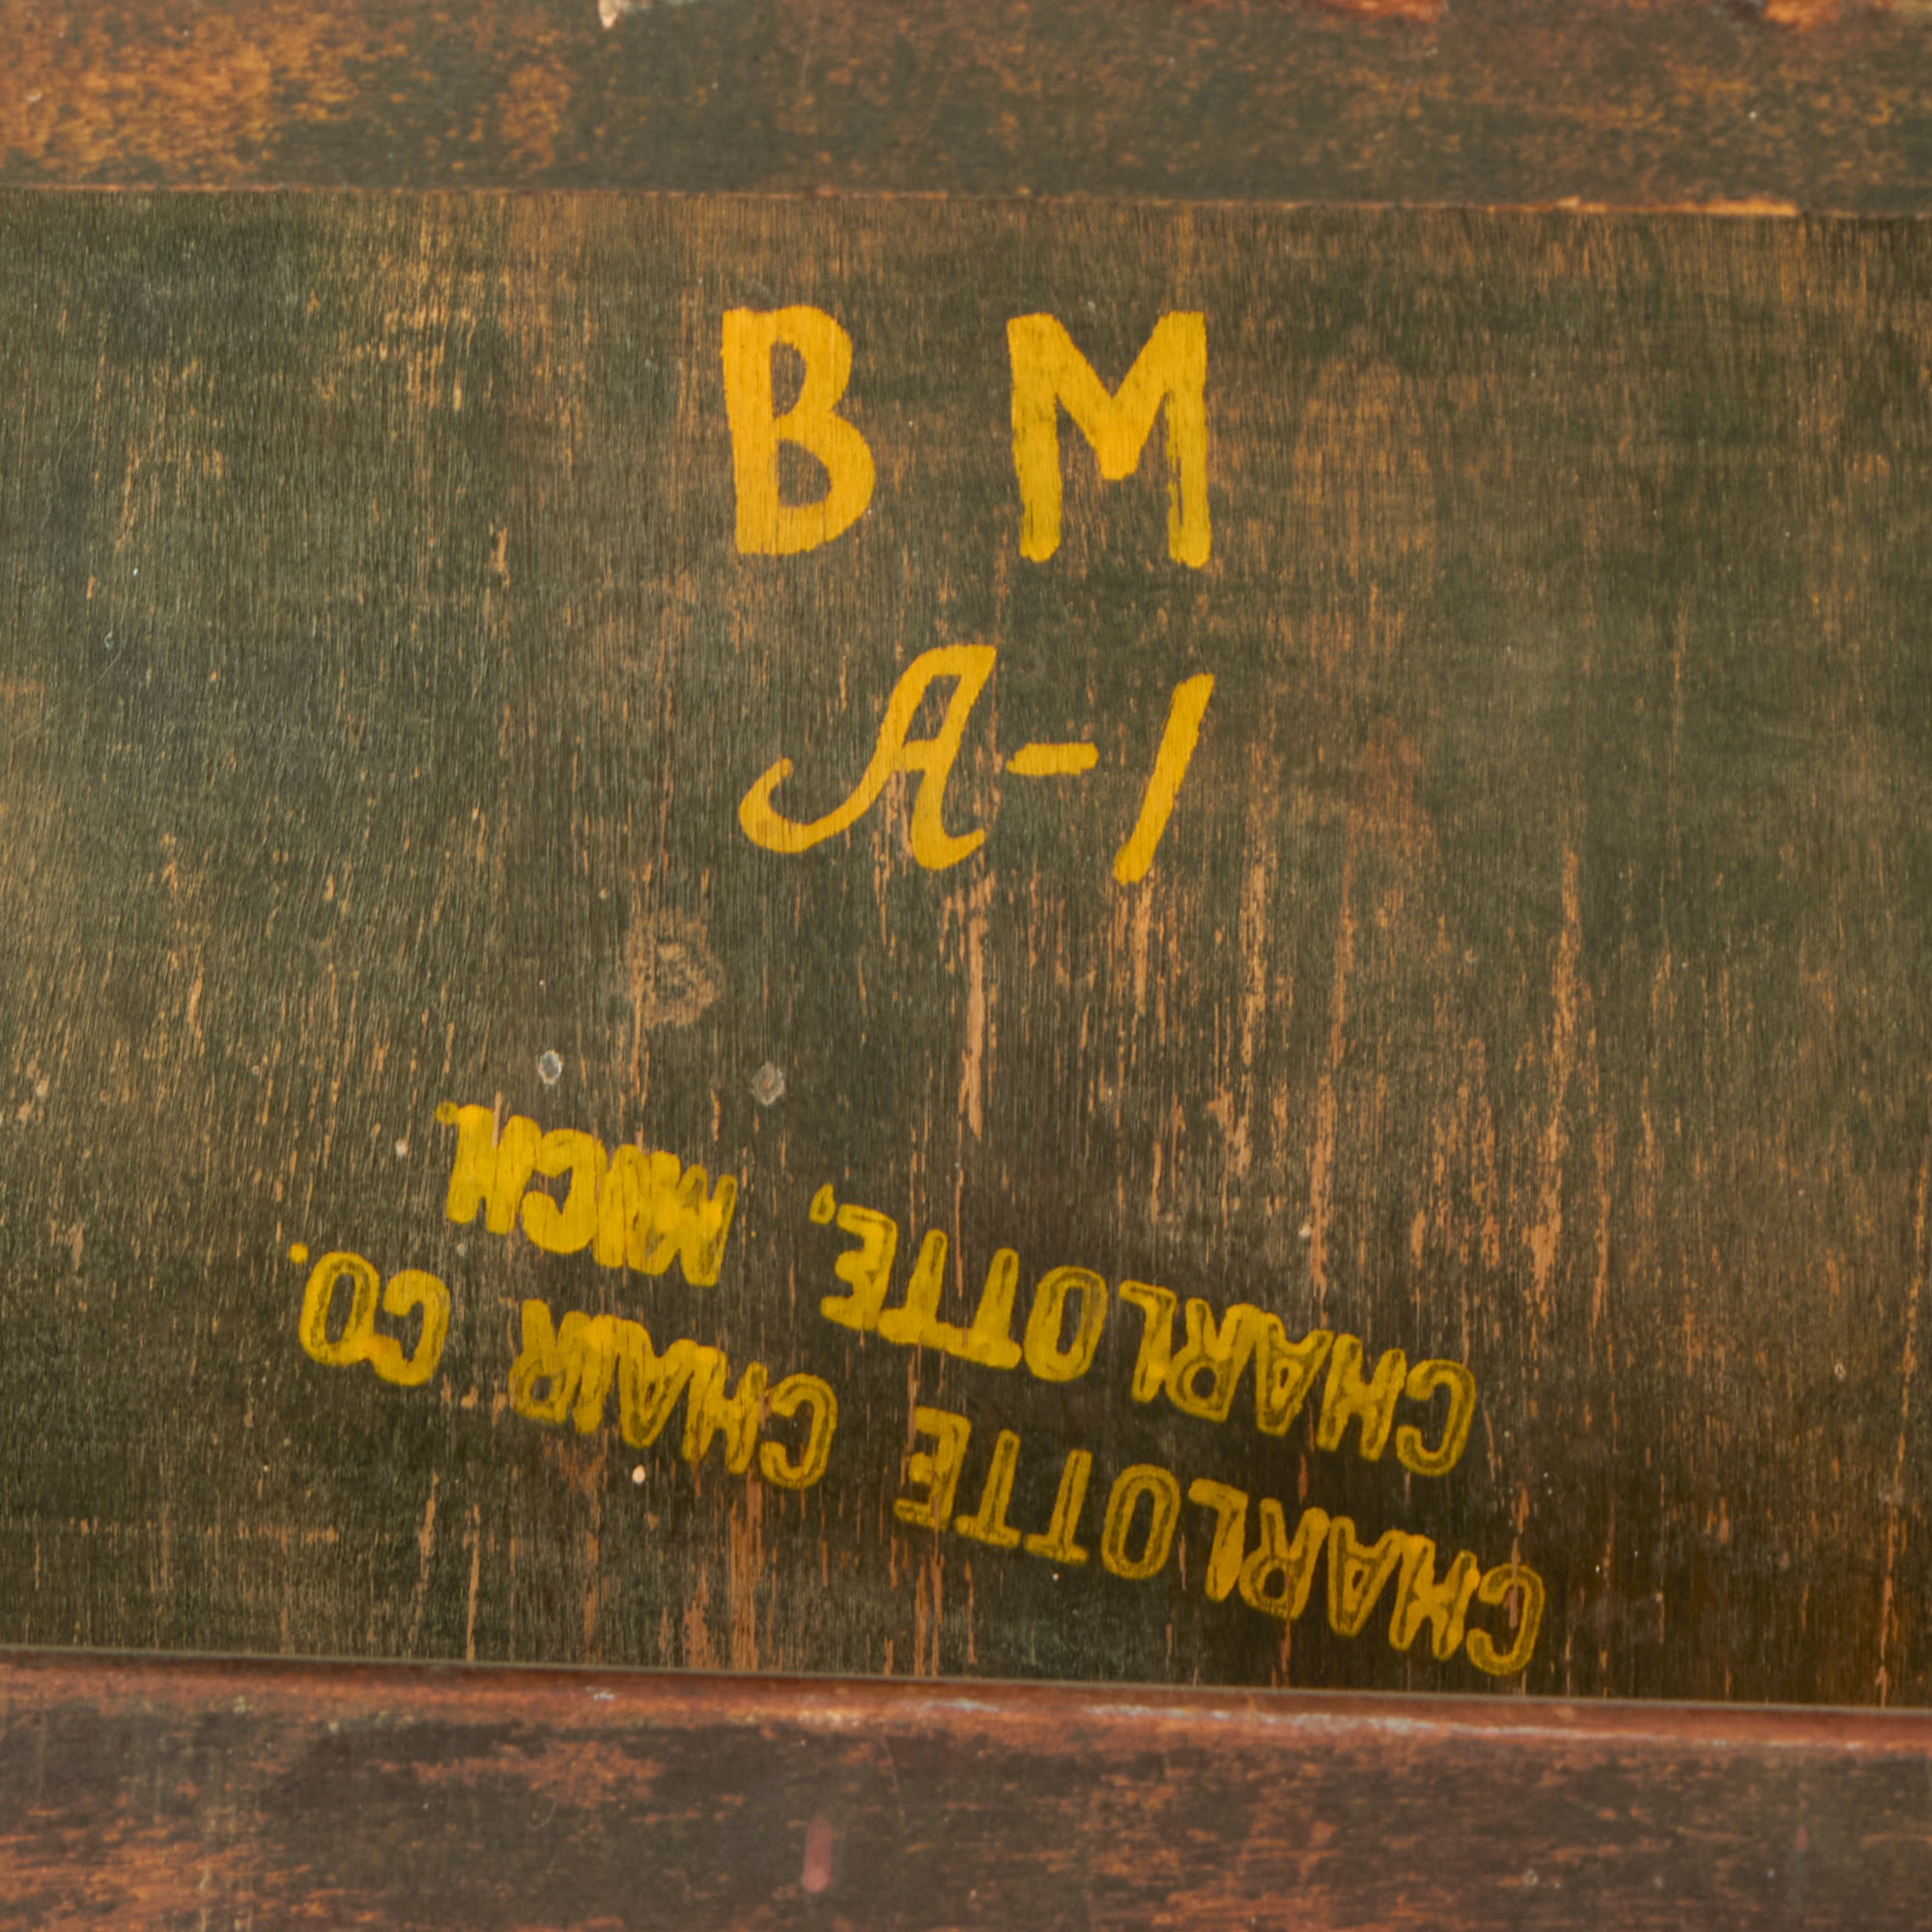 B M
A-1
CHARLOTTE CHAIR CO.
CHARLOTTE, MICH.